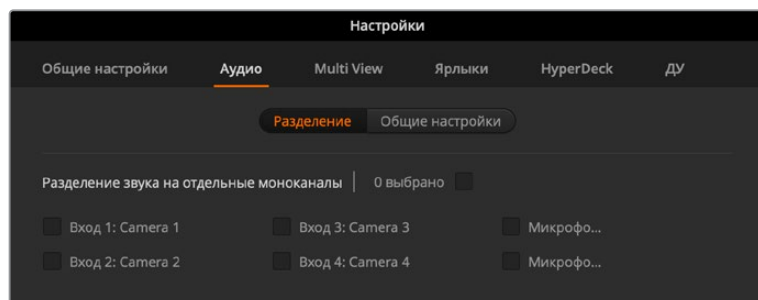 Настройки
Общие настройки Аудио Multi View Ярлыки HyperDeck ДУ
Разделение Общие настройки
Разделение звука на отдельные моноканалы 0 выбрано
Вход 1: Camera 1 Вход 3: Camera 3 Микрофо...
Вход 2: Camera 2 Вход 4: Camera 4 Микрофо...